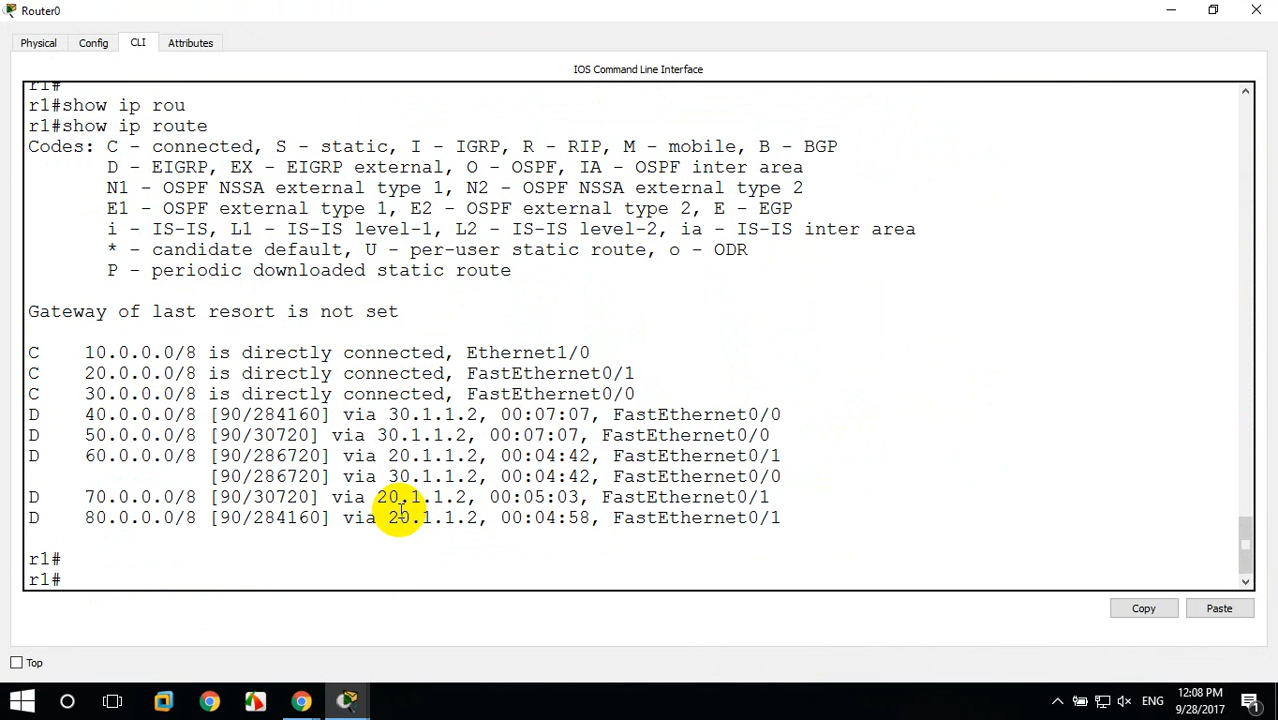 Router0
Physical Config CLI Attributes
IOS Command Line Interface
r1#
r1#show ip rou
r1#show ip route
Codes: C - connected, S - static, I - IGRP, R - RIP, M - mobile, B - BGP
D - EIGRP, EX - EIGRP external, O - OSPF, IA - OSPF inter area
N1 - OSPF NSSA external type 1, N2 - OSPF NSSA external type 2
E1 - OSPF external type 1, E2 - OSPF external type 2, E - EGP
i - IS-IS, L1 - IS-IS level-1, L2 - IS-IS level-2, ia - IS-IS inter area
* - candidate default, U - per-user static route, o - ODR
P - periodic downloaded static route
Gateway of last resort is not set
C 10.0.0.0/8 is directly connected, Ethernet1/0
C 20.0.0.0/8 is directly connected, FastEthernet0/1
C 30.0.0.0/8 is directly connected, FastEthernet0/0
D 40.0.0.0/8 [90/284160] via 30.1.1.2, 00:07:07, FastEthernet0/0
D 50.0.0.0/8 [90/30720] via 30.1.1.2, 00:07:07, FastEthernet0/0
D 60.0.0.0/8 [90/286720] via 20.1.1.2, 00:04:42, FastEthernet0/1
[90/286720] via 30.1.1.2, 00:04:42, FastEthernet0/0
D 70.0.0.0/8 [90/30720] via 20.1.1.2, 00:05:03, FastEthernet0/1
D 80.0.0.0/8 [90/284160] via 20.1.1.2, 00:04:58, FastEthernet0/1
r1#
r1#
Copy Paste
Top
ENG
12:08 PM
9/28/2017
1